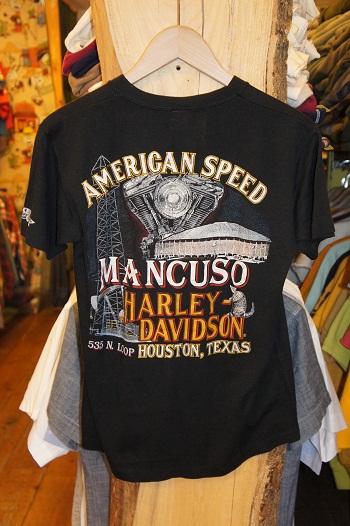 AMERICAN SPEED
MANCUSO
HARLEY-
DAVIDSON
535 N. LOOP HOUSTON, TEXAS